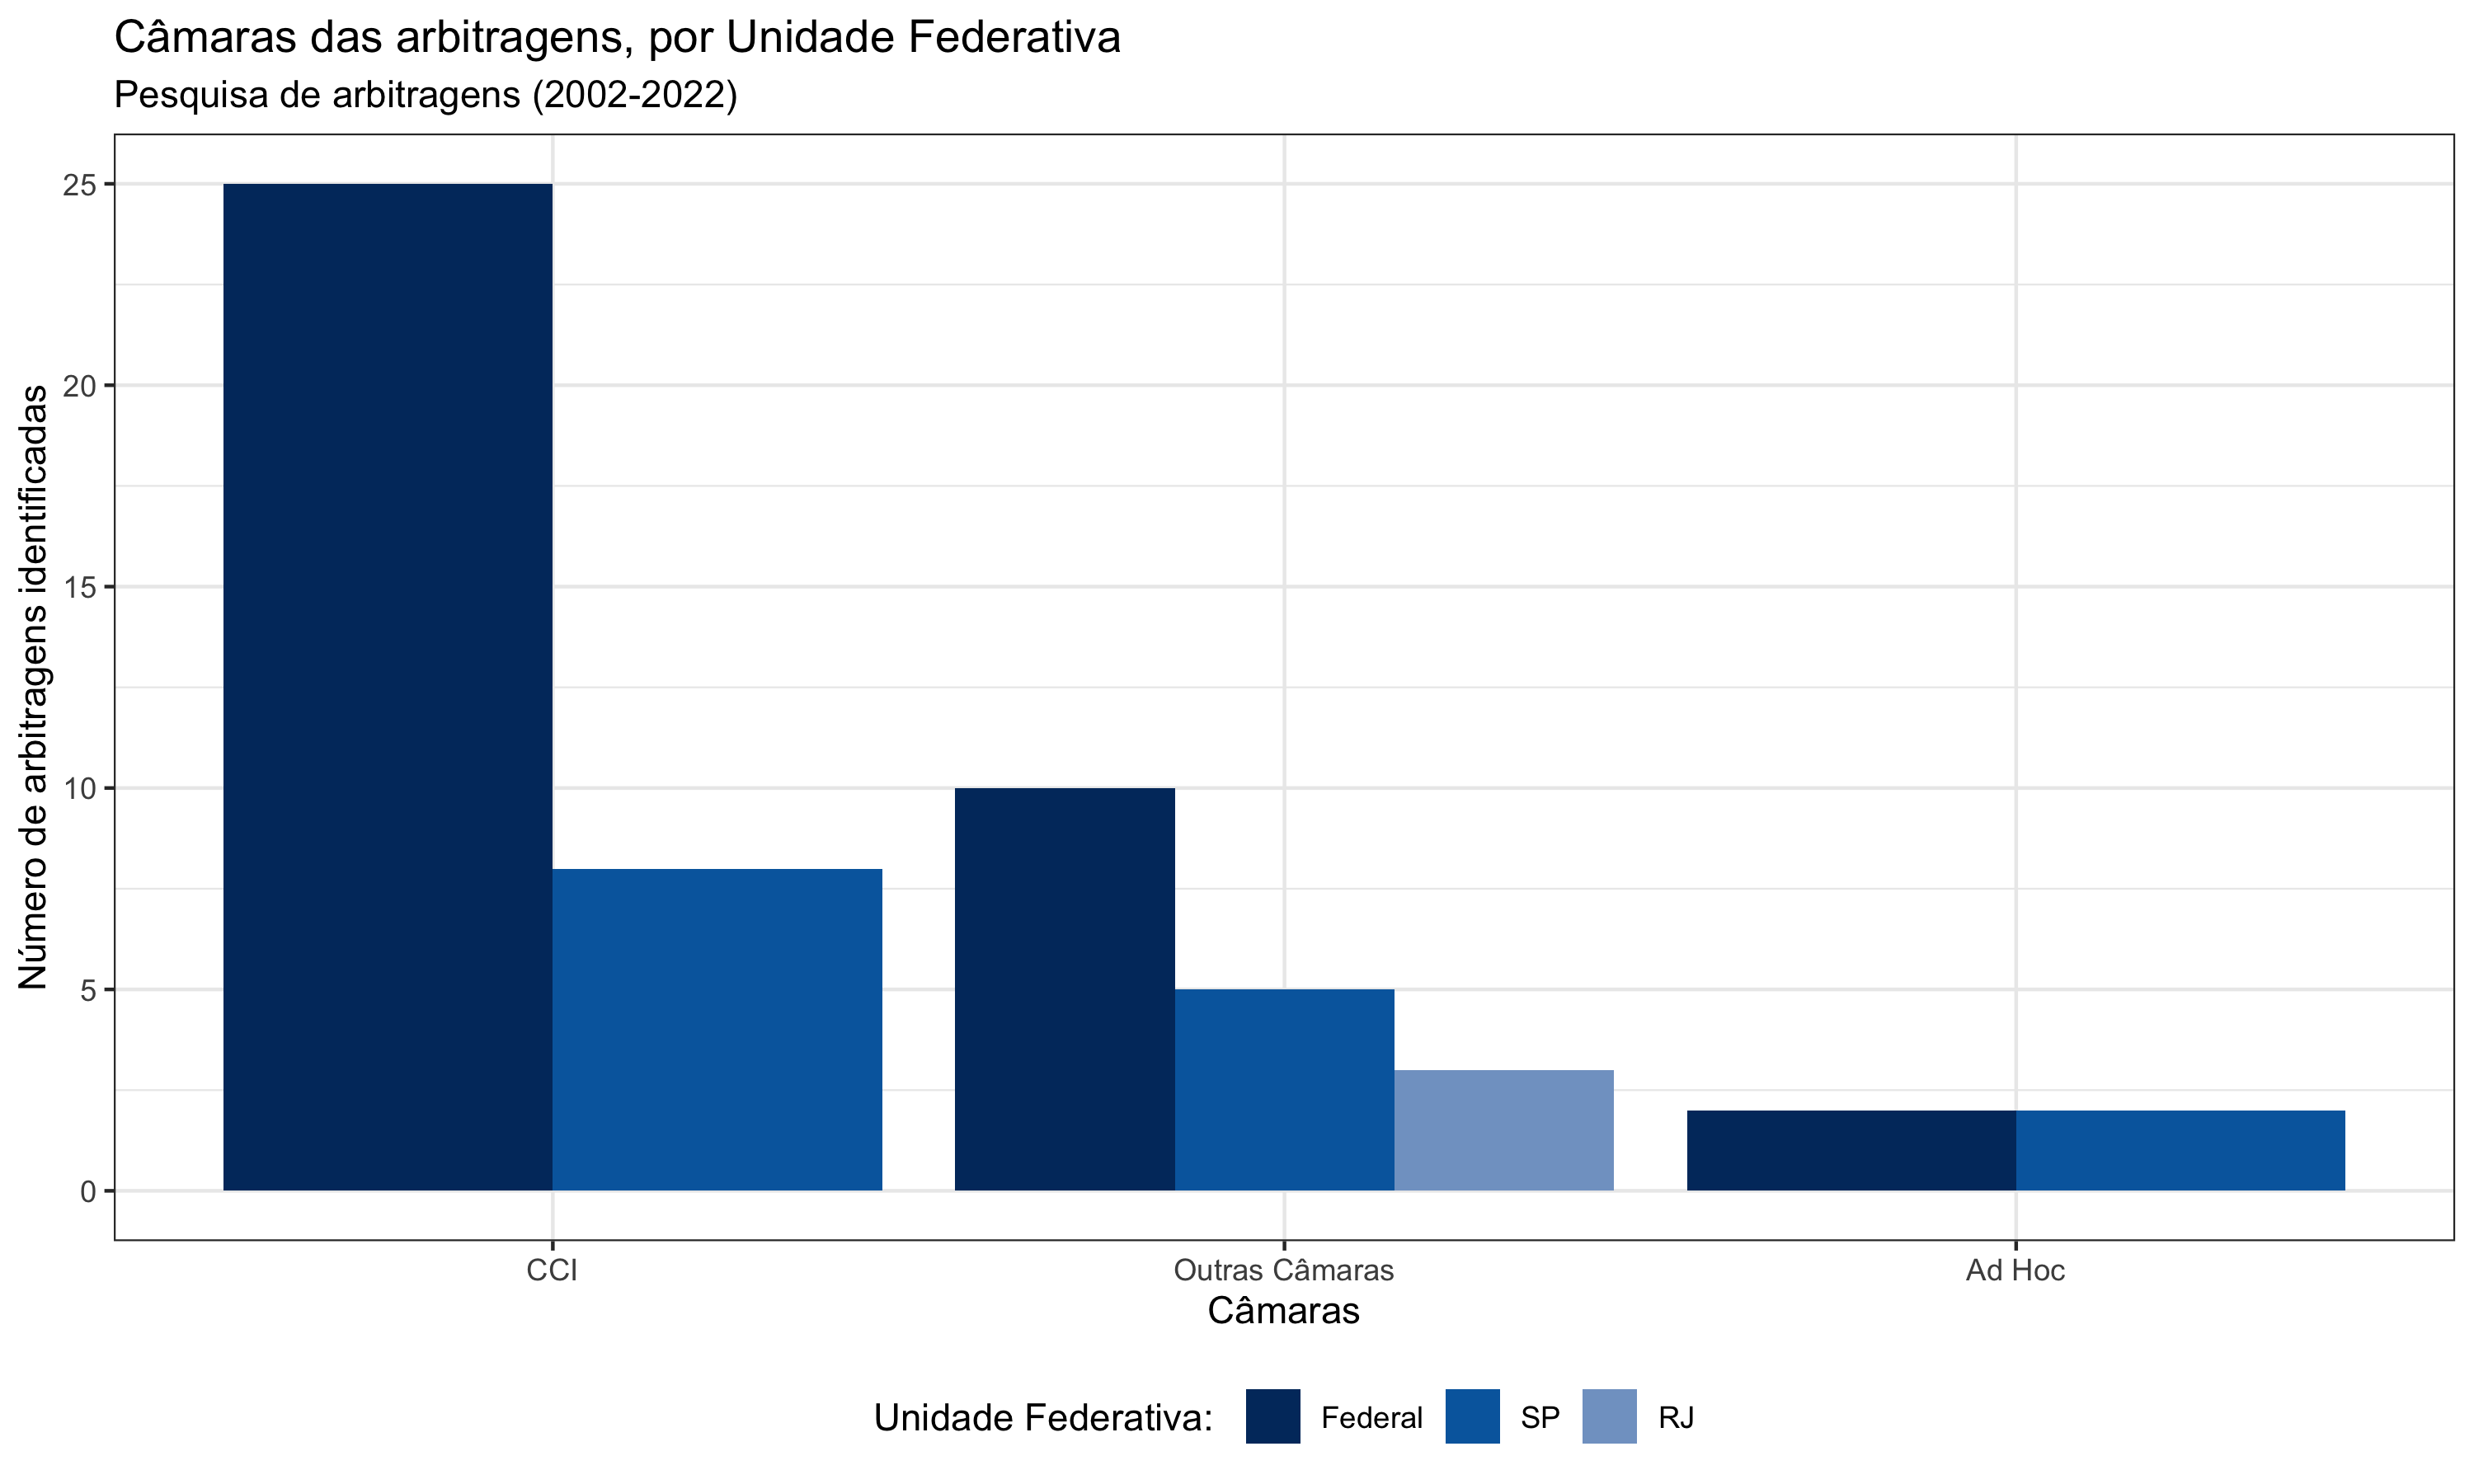 Câmaras das arbitragens, por Unidade Federativa
Pesquisa de arbitragens (2002-2022)
Número de arbitragens identificadas
25
20
15
10
5
0
CCI
Outras Câmaras
Ad Hoc
Câmaras
Unidade Federativa:
Federal
SP
RJ